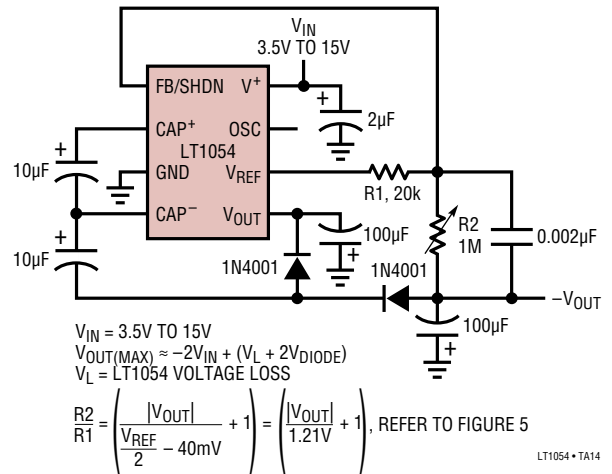 V_IN
3.5V TO 15V
FB/SHDN V⁺
+
2µF
CAP⁺ OSC
LT1054
+
10µF
GND V_REF
R1, 20k
CAP⁻ V_OUT
R2
1M
0.002µF
+
100µF
+
10µF
1N4001
1N4001
–V_OUT
100µF
+
V_IN = 3.5V TO 15V
V_OUT(MAX) ≈ –2V_IN + (V_L + 2V_DIODE)
V_L = LT1054 VOLTAGE LOSS
R2/R1 = (|V_OUT|/(V_REF/2 – 40mV) + 1) = (|V_OUT|/1.21V + 1), REFER TO FIGURE 5
LT1054 • TA14